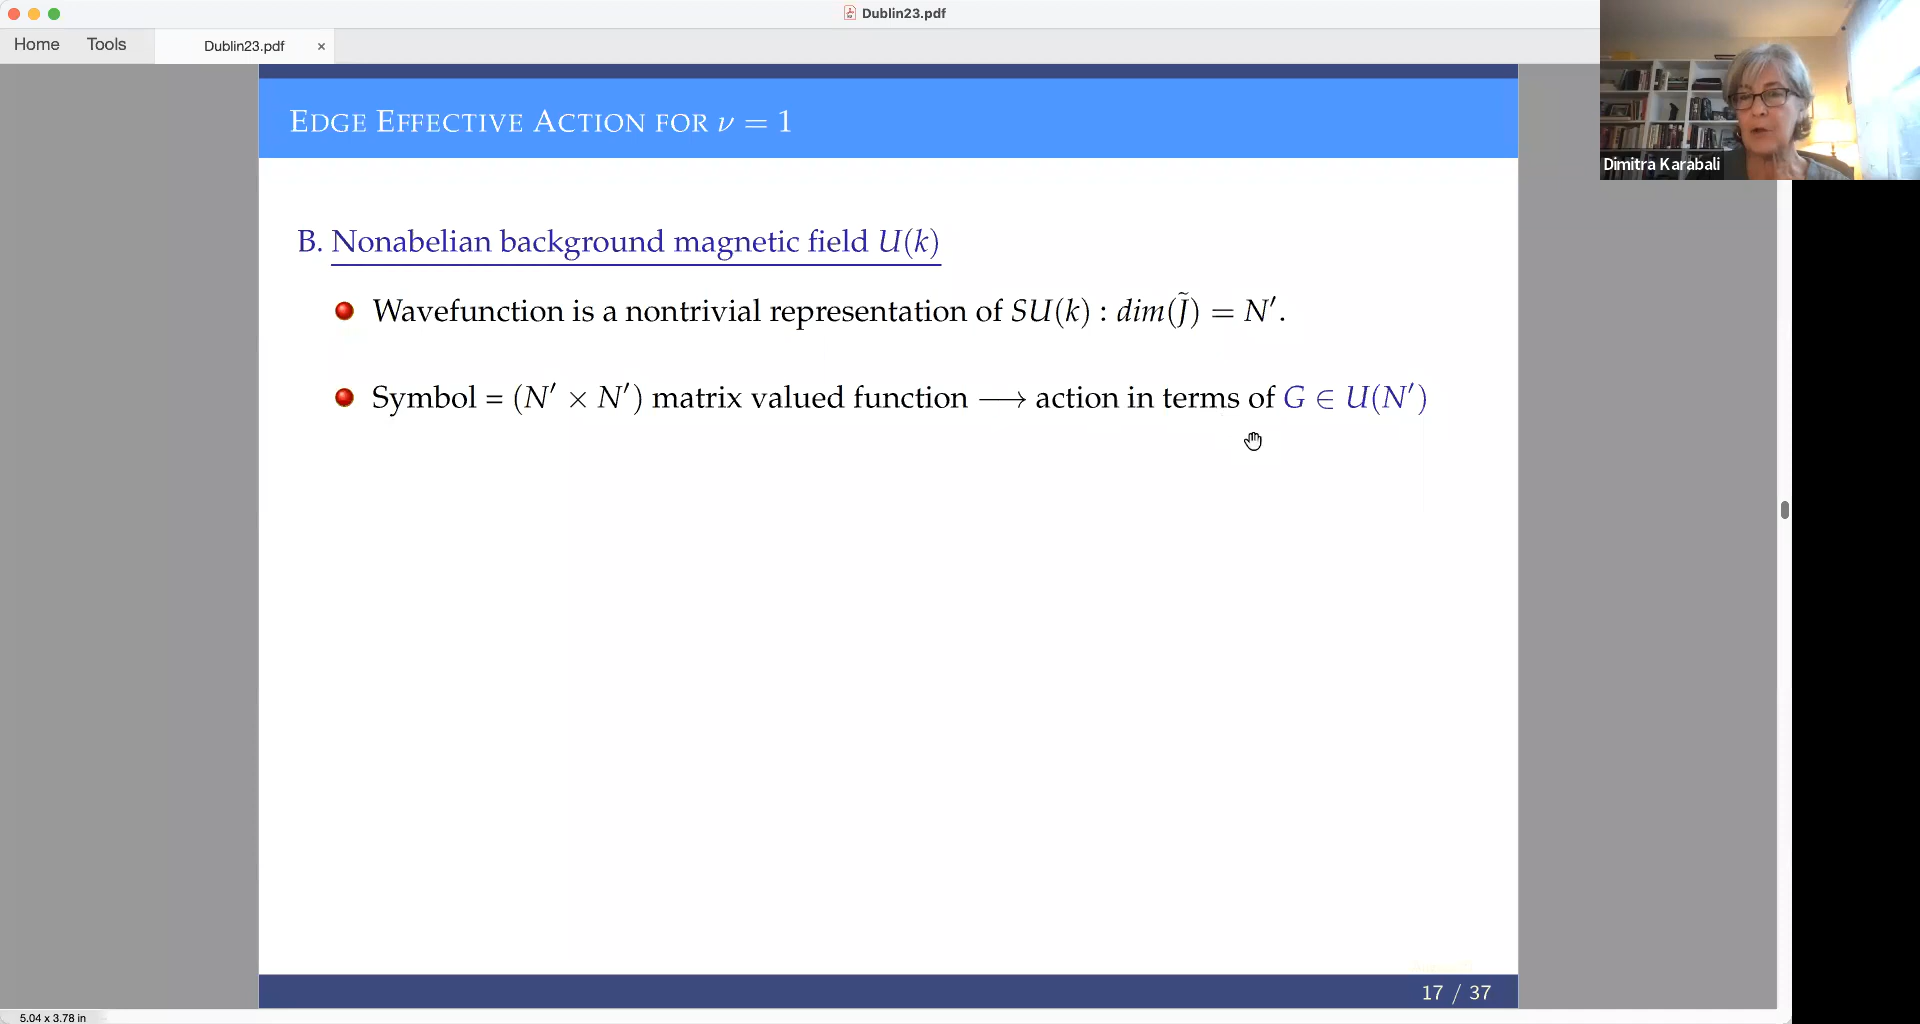 Dublin23.pdf
Home Tools Dublin23.pdf ×
EDGE EFFECTIVE ACTION FOR ν = 1
Dimitra Karabali
B. Nonabelian background magnetic field U(k)
Wavefunction is a nontrivial representation of SU(k) : dim(J̃) = N′.
Symbol = (N′ × N′) matrix valued function ⟶ action in terms of G ∈ U(N′)
17 / 37
5.04 x 3.78 in